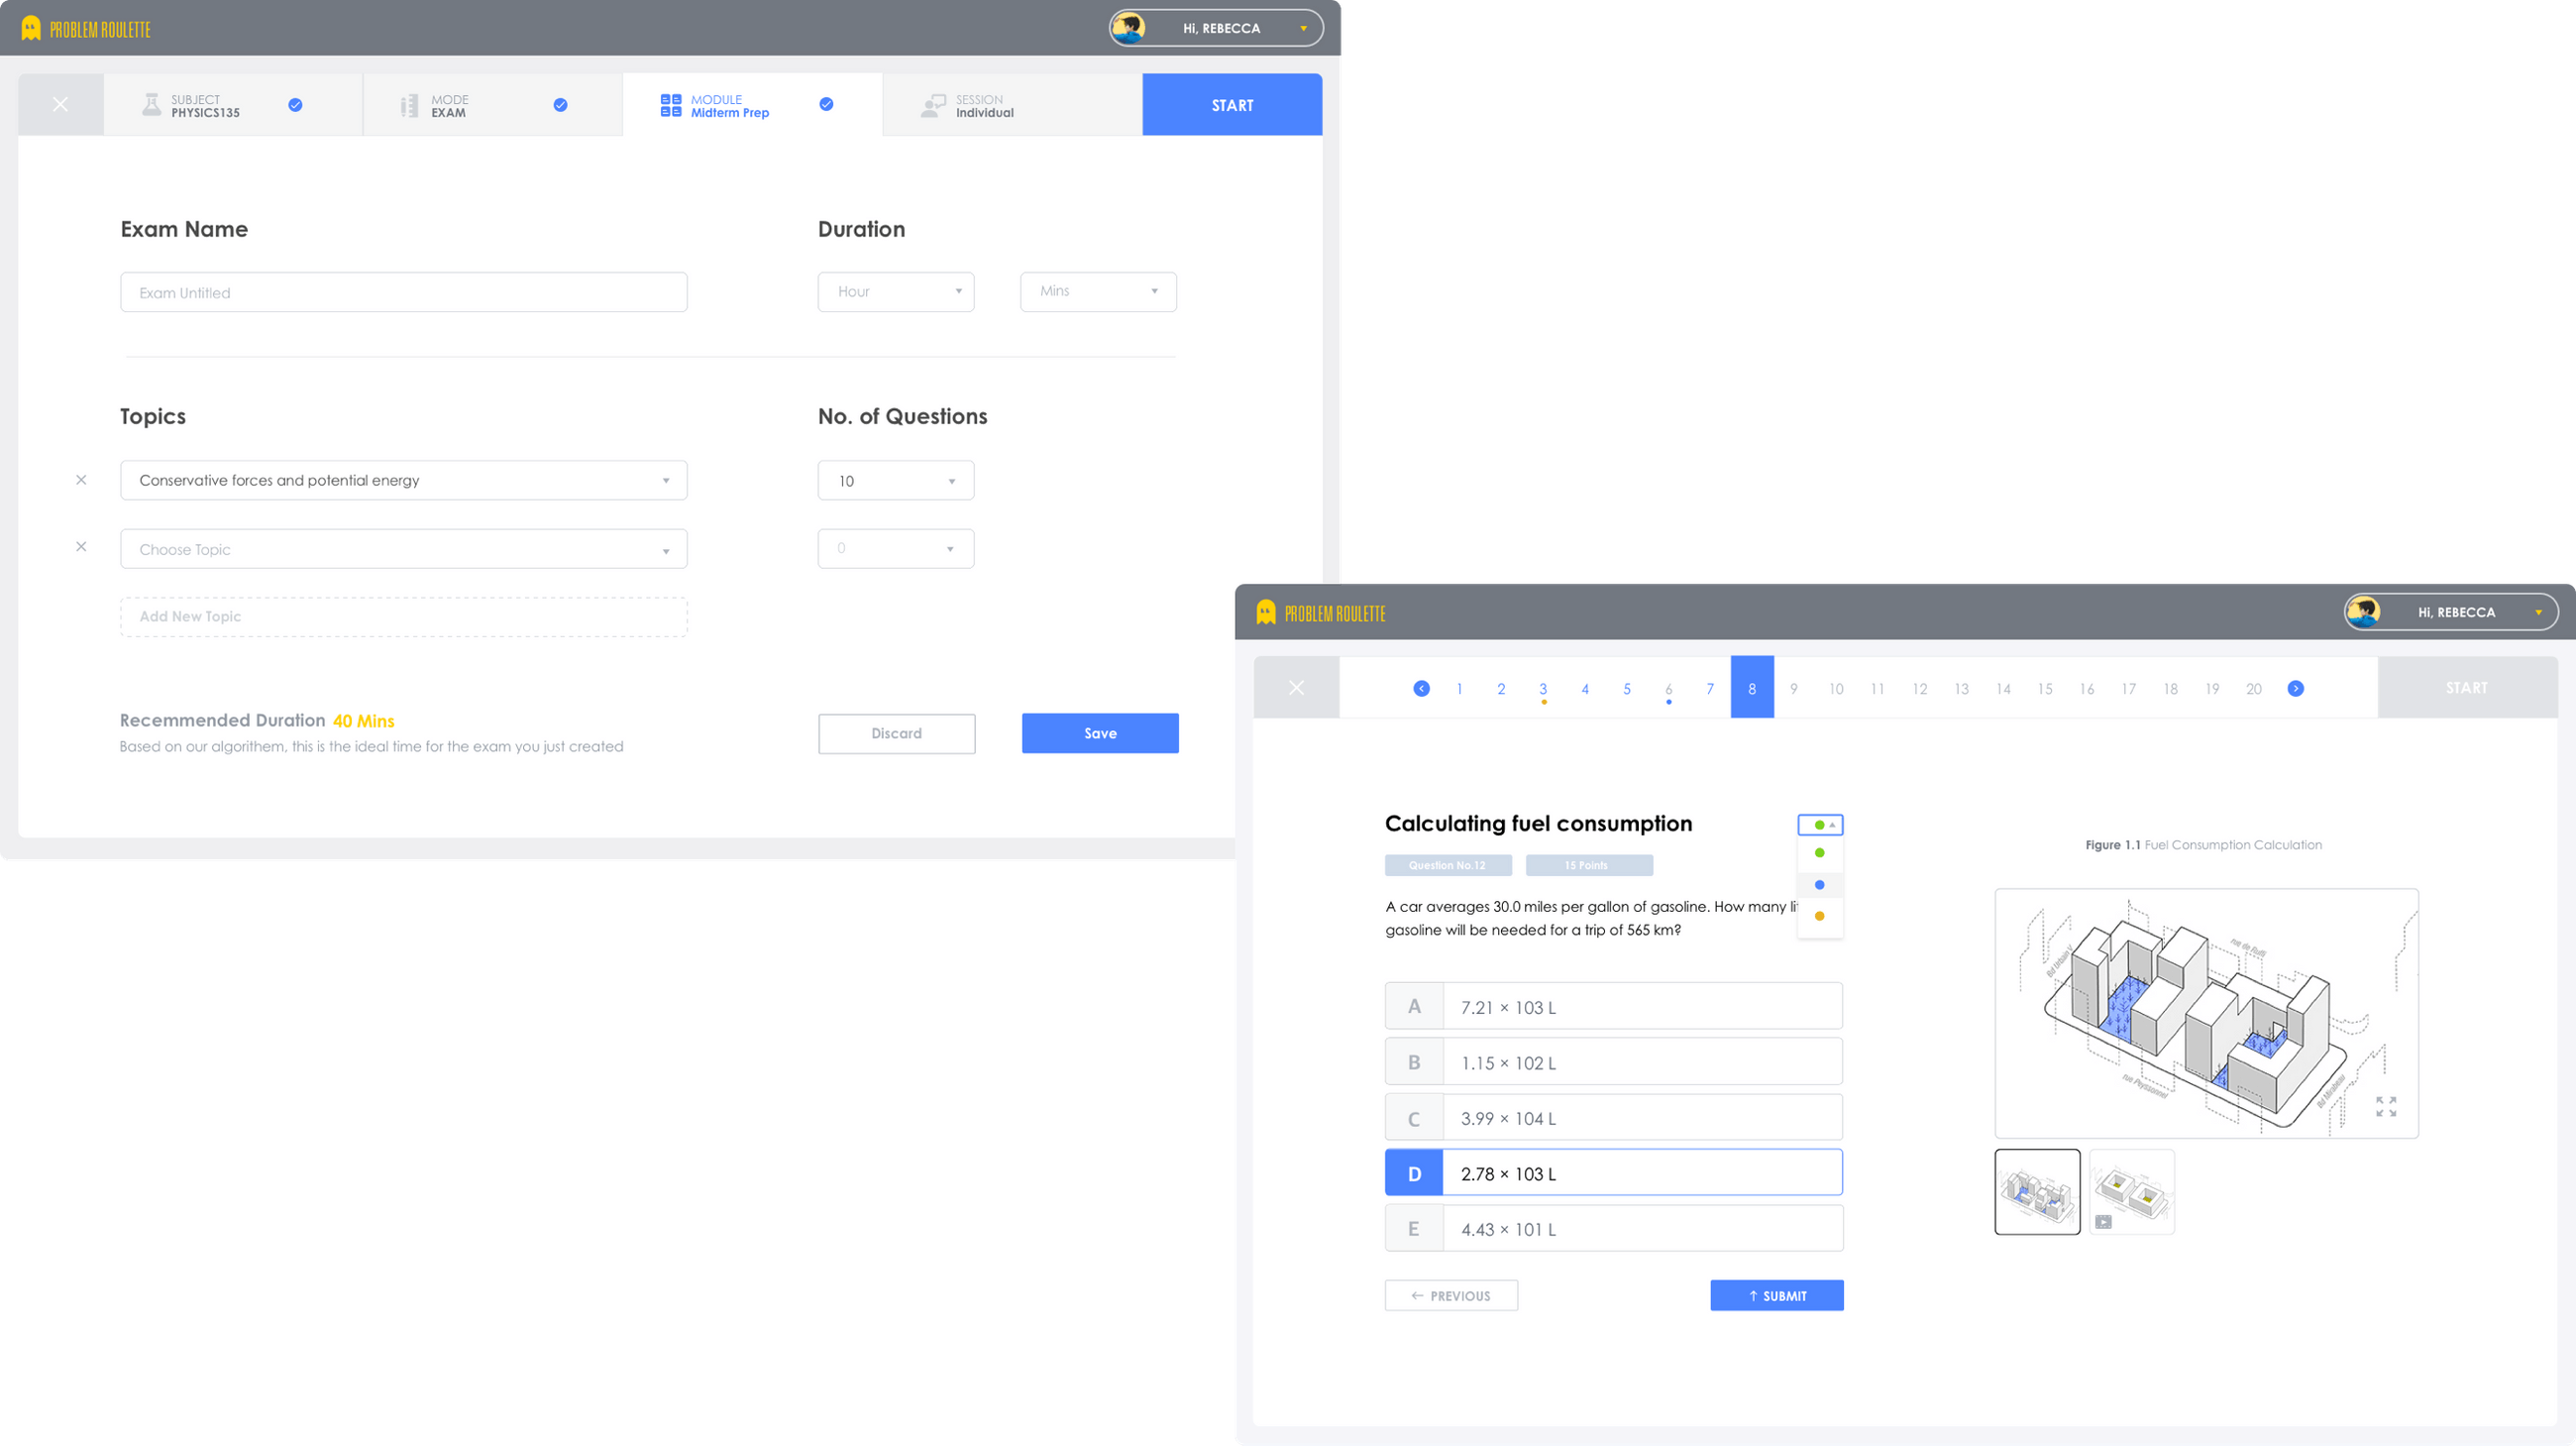 PROBLEM ROULETTE
Hi, REBECCA
SUBJECT
PHYSICS135
MODE
EXAM
MODULE
Midterm Prep
SESSION
Individual
START
Exam Name
Duration
Exam Untitled
Hour
Mins
Topics
No. of Questions
Conservative forces and potential energy
10
Choose Topic
0
Add New Topic
Recemmended Duration 40 Mins
Based on our algorithem, this is the ideal time for the exam you just created
Discard
Save
PROBLEM ROULETTE
Hi, REBECCA
1 2 3 4 5 6 7 8 9 10 11 12 13 14 15 16 17 18 19 20
START
Calculating fuel consumption
Question No.12
15 Points
A car averages 30.0 miles per gallon of gasoline. How many
gasoline will be needed for a trip of 565 km?
A 7.21 × 103 L
B 1.15 × 102 L
C 3.99 × 104 L
D 2.78 × 103 L
E 4.43 × 101 L
← PREVIOUS
↑ SUBMIT
Figure 1.1 Fuel Consumption Calculation